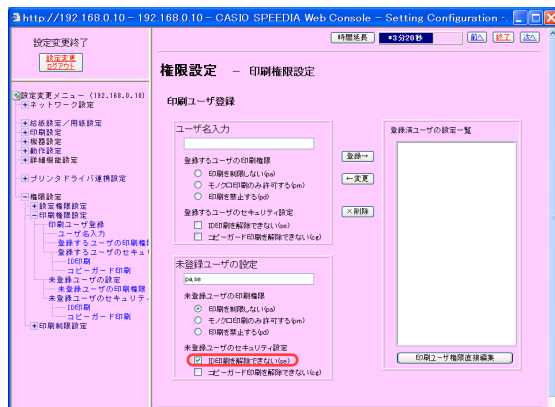 http://192.168.0.10 - 192.168.0.10 - CASIO SPEEDIA Web Console - Setting Configuration -
設定変更終了
設定変更
ログアウト
設定変更メニュー (192.168.0.10)
ネットワーク設定
給紙設定/用紙設定
印刷設定
機器設定
動作設定
詳細機能設定
プリンタドライバ連携設定
権限設定
設定権限設定
印刷権限設定
印刷ユーザ登録
ユーザ名入力
登録するユーザの印刷権
登録するユーザのセキュ
ID印刷
コピーガード印刷
未登録ユーザの設定
未登録ユーザの印刷権限
未登録ユーザのセキュリテ
ID印刷
コピーガード印刷
印刷制限設定
時間延長
*3分20秒
前へ
終了
次へ
権限設定 － 印刷権限設定
印刷ユーザ登録
ユーザ名入力
登録するユーザの印刷権限
印刷を制限しない(pa)
モノクロ印刷のみ許可する(pm)
印刷を禁止する(pd)
登録するユーザのセキュリティ設定
ID印刷を解除できない(se)
コピーガード印刷を解除できない(cg)
未登録ユーザの設定
pa,se
未登録ユーザの印刷権限
印刷を制限しない(pa)
モノクロ印刷のみ許可する(pm)
印刷を禁止する(pd)
未登録ユーザのセキュリティ設定
ID印刷を解除できない(se)
コピーガード印刷を解除できない(cg)
登録→
←変更
×削除
登録済ユーザの設定一覧
印刷ユーザ権限直接編集